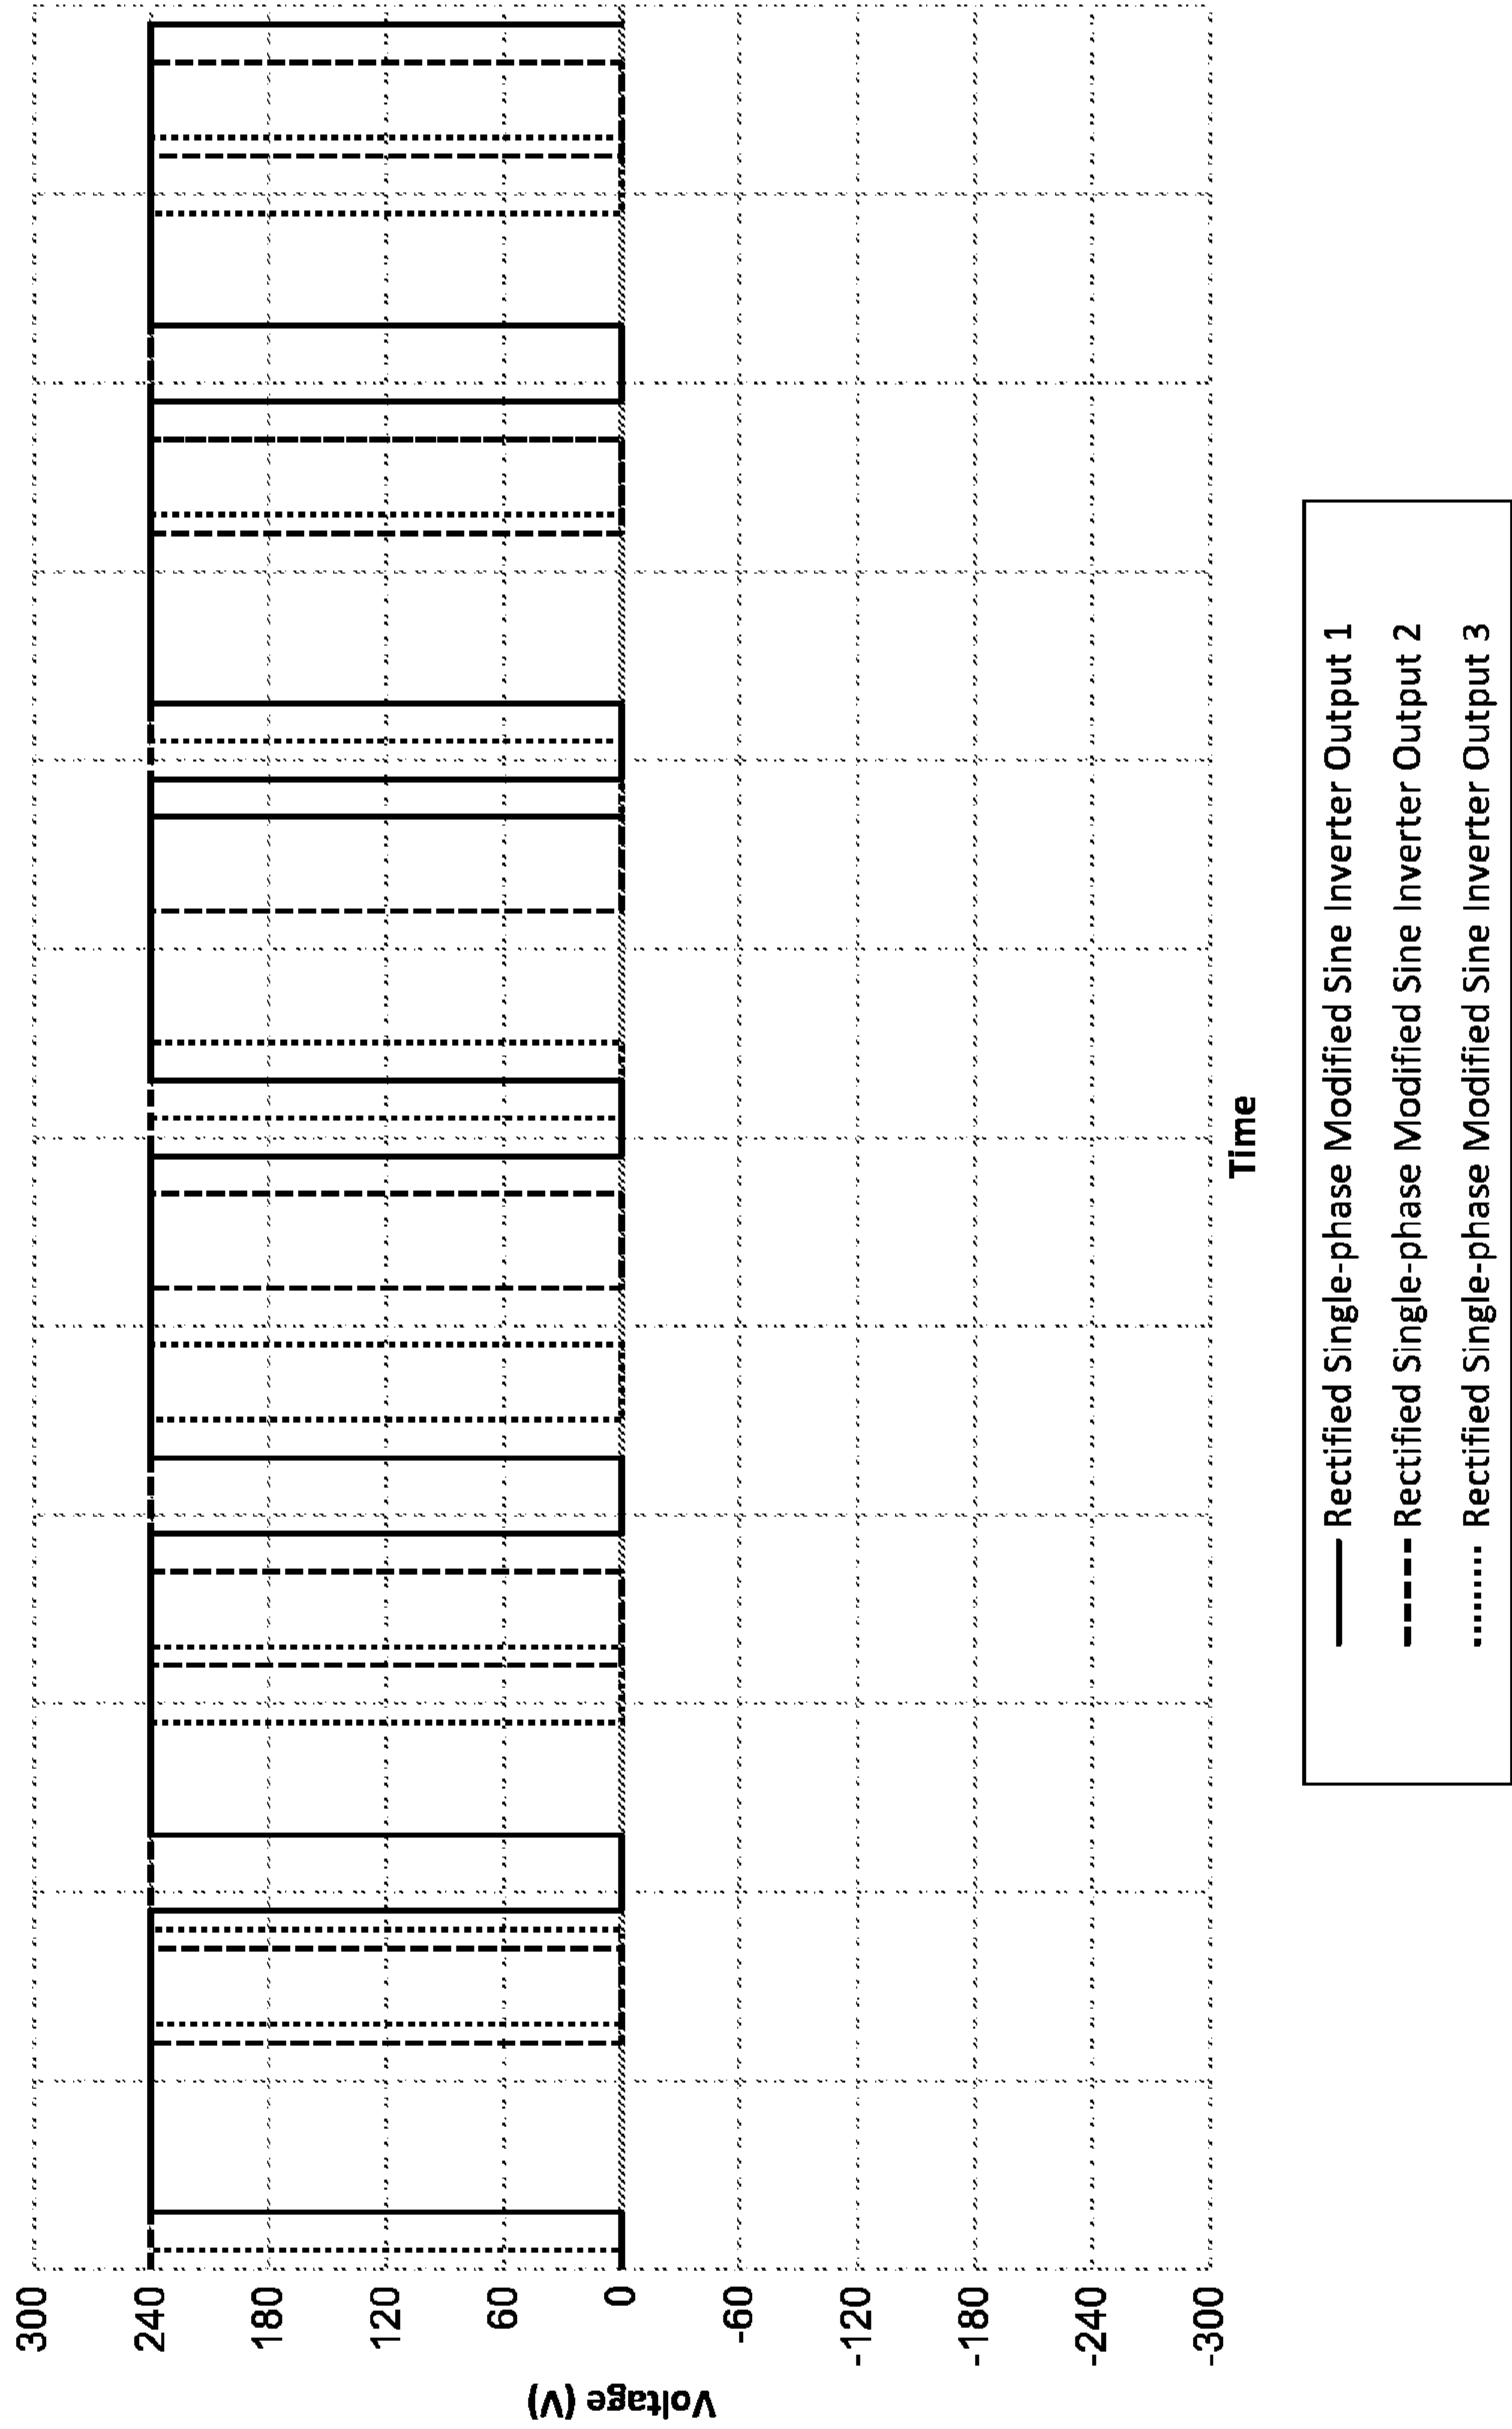 Voltage (V)
300
240
180
120
60
0
-60
-120
-180
-240
-300
Time
Rectified Single-phase Modified Sine Inverter Output 1
Rectified Single-phase Modified Sine Inverter Output 2
Rectified Single-phase Modified Sine Inverter Output 3